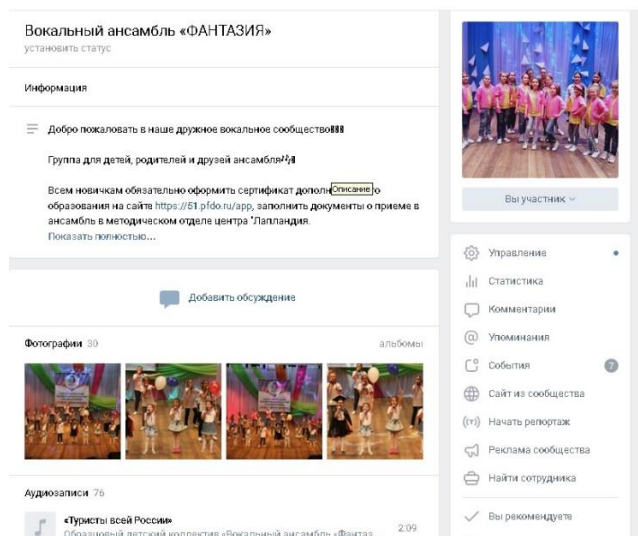 Вокальный ансамбль «ФАНТАЗИЯ»
установить статус
Информация
Добро пожаловать в наше дружное вокальное сообщество
Группа для детей, родителей и друзей ансамбля
Всем новичкам обязательно оформить сертификат дополн Описание го
образования на сайте https://51.pfdo.ru/app, заполнить документы о приеме в
ансамбль в методическом отделе центра "Лапландия.
Показать полностью...
Добавить обсуждение
Фотографии 30 альбомы
Аудиозаписи 76
«Туристы всей России»
Образцовый детский коллектив «Вокальный ансамбль «Фантаз... 2:09
Вы участник
Управление
Статистика
Комментарии
Упоминания
События 7
Сайт из сообщества
Начать репортаж
Реклама сообщества
Найти сотрудника
Вы рекомендуете